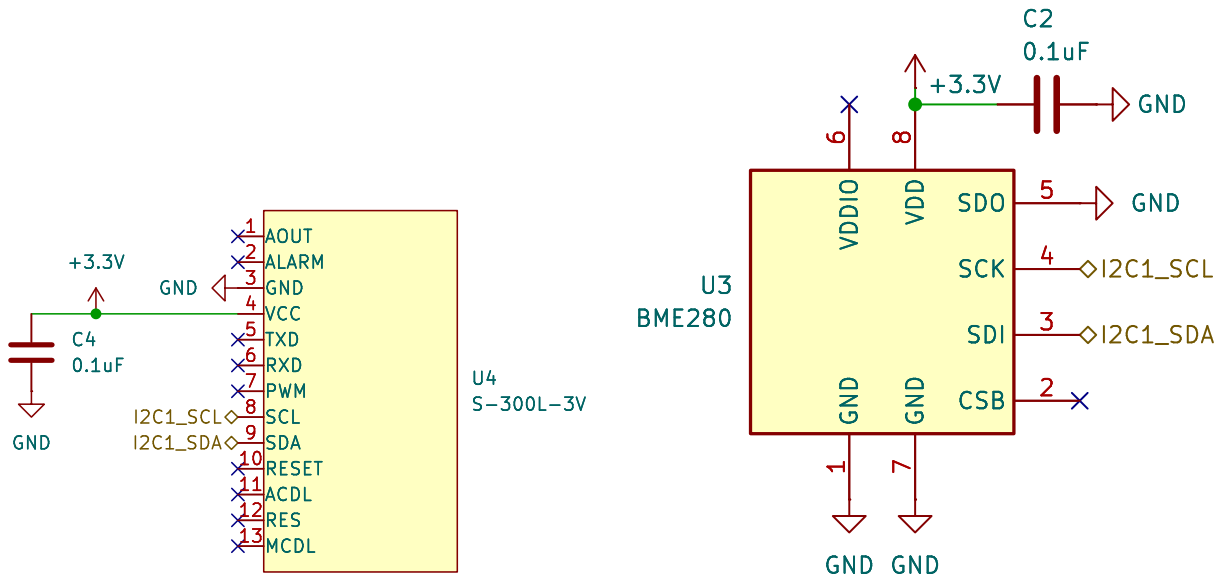 +3.3V
C4
0.1uF
GND
GND
1 AOUT
2 ALARM
3 GND
4 VCC
5 TXD
6 RXD
7 PWM
I2C1_SCL 8 SCL
I2C1_SDA 9 SDA
10 RESET
11 ACDL
12 RES
13 MCDL
U4
S-300L-3V
C2
0.1uF
+3.3V
GND
6 8
VDDIO VDD
SDO 5 GND
SCK 4 I2C1_SCL
SDI 3 I2C1_SDA
CSB 2
U3
BME280
GND GND
1 7
GND GND